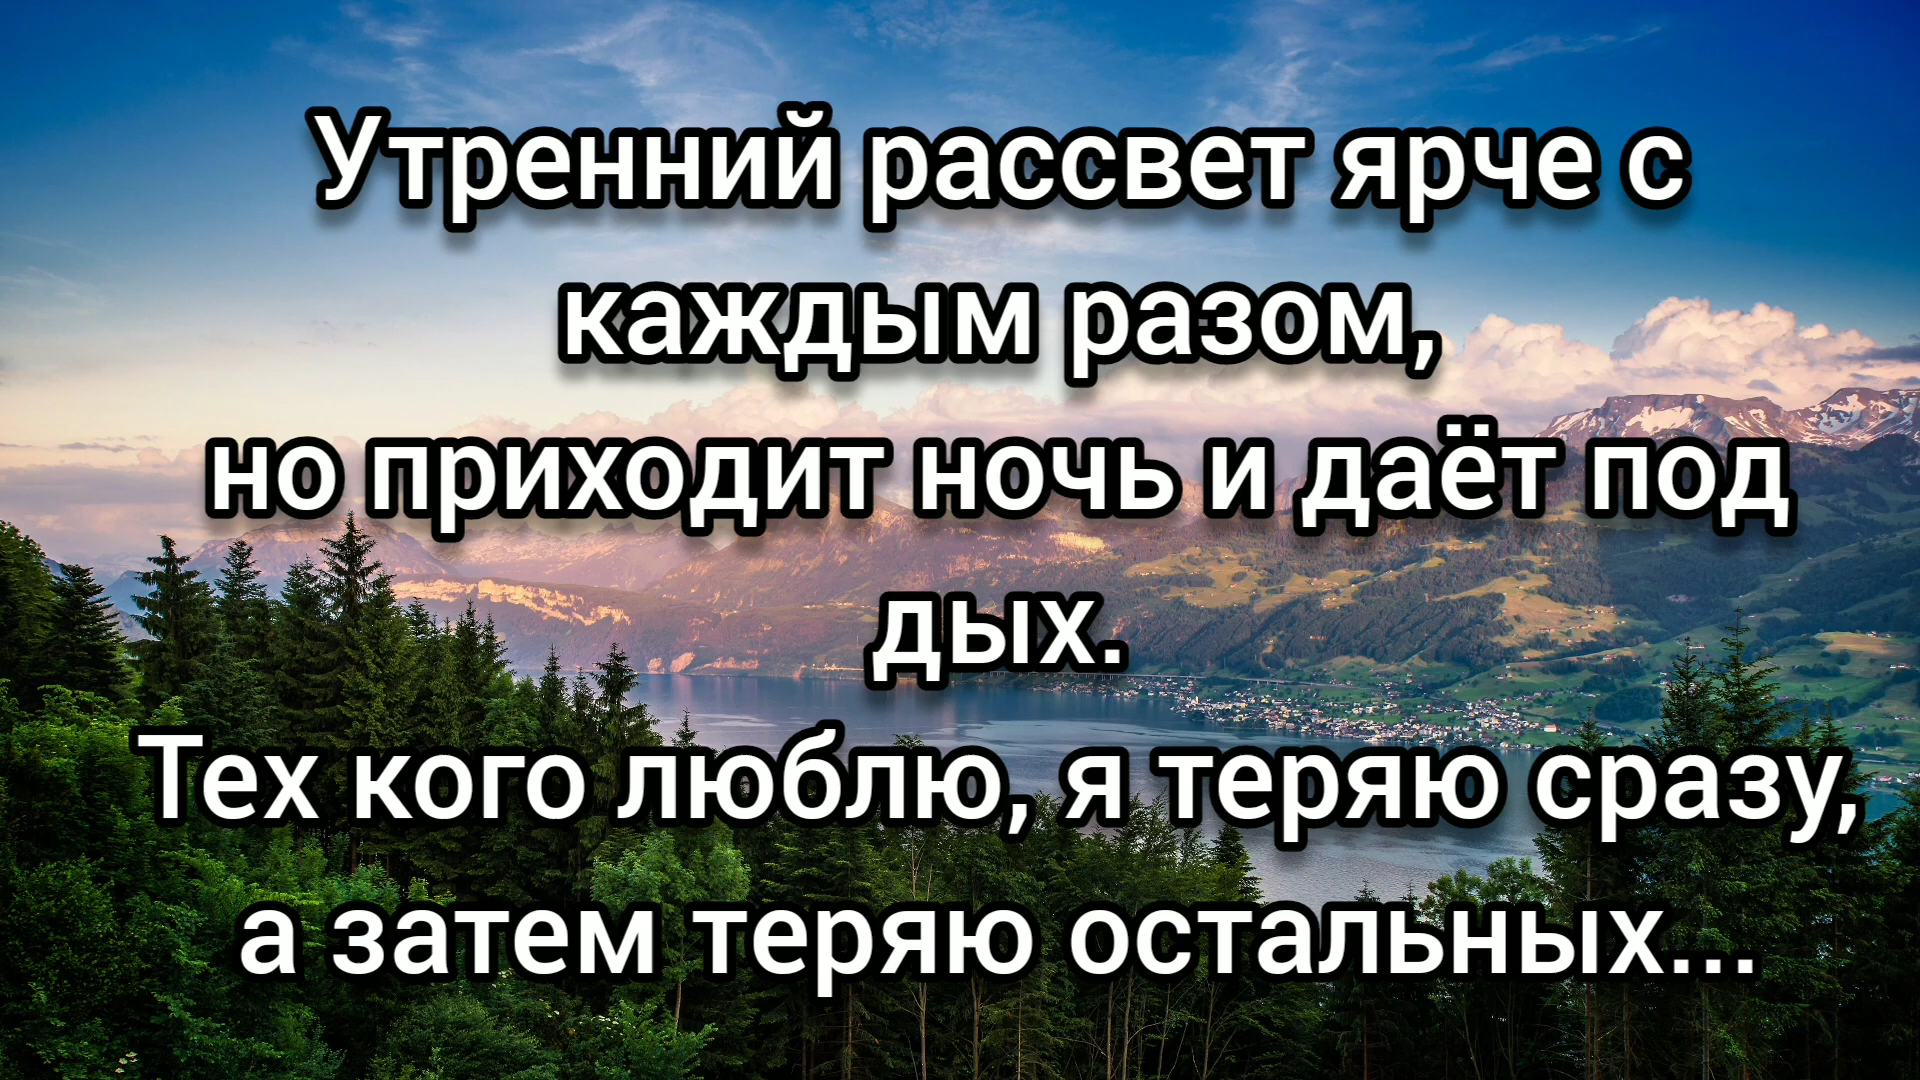 Утренний рассвет ярче с
каждым разом,
но приходит ночь и даёт под
дых.
Тех кого люблю, я теряю сразу,
а затем теряю остальных...